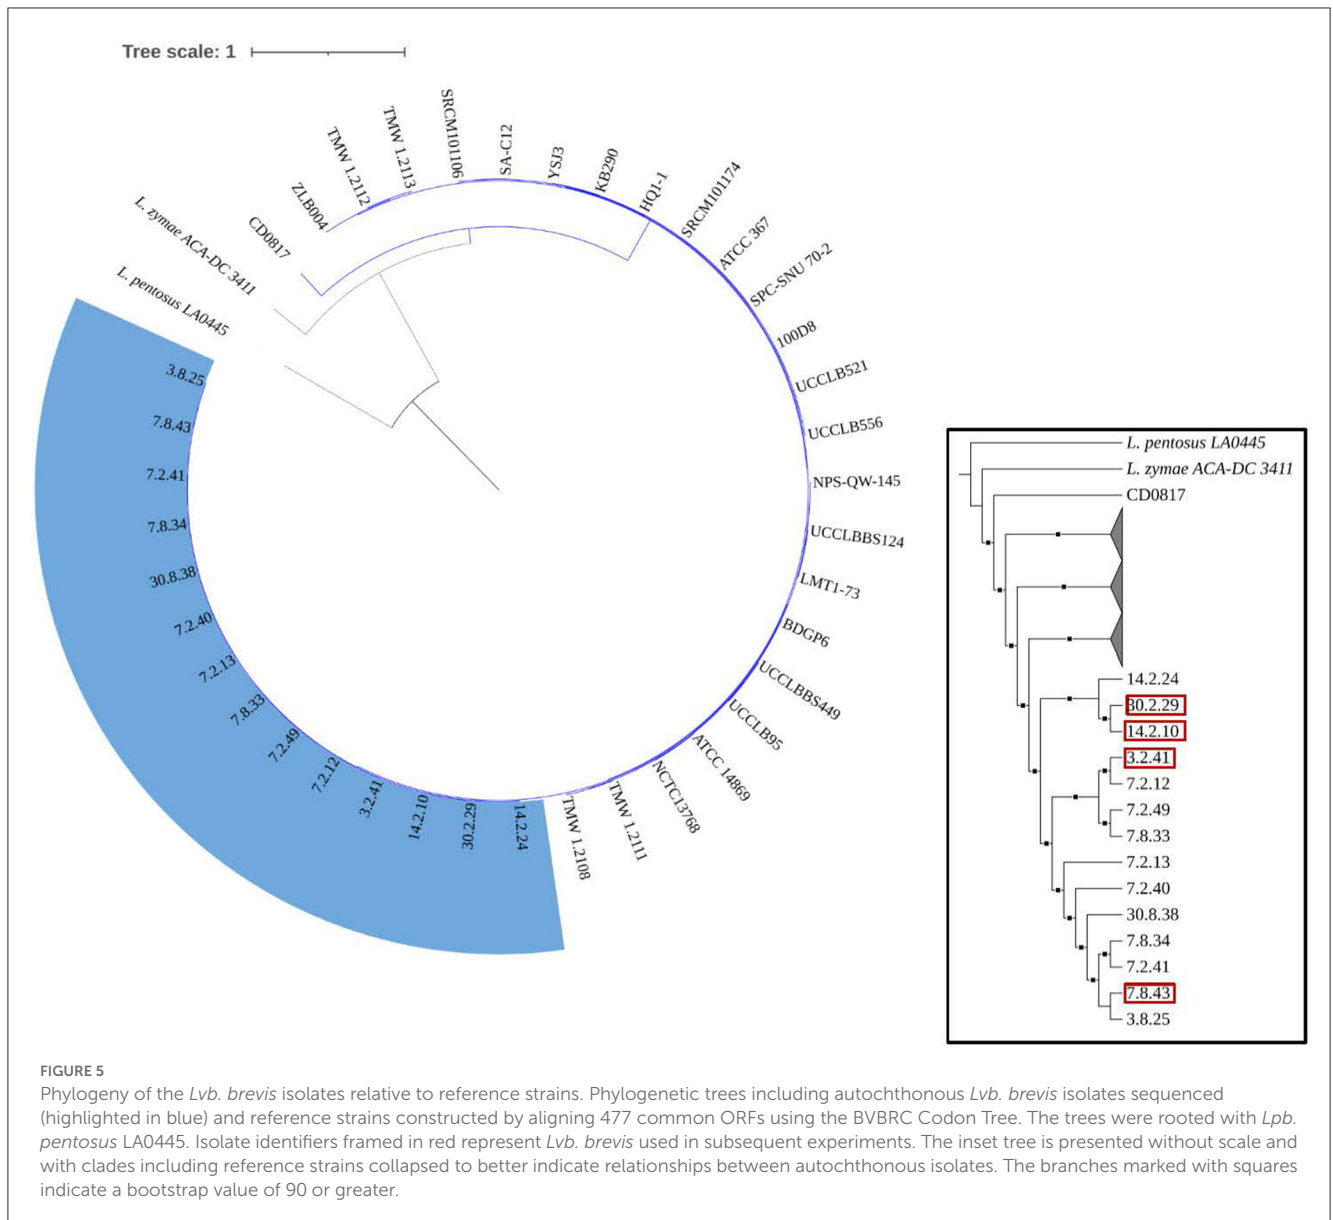 Tree scale: 1
SRCM101106
SA-C12
YSJ3
KB290
HQ1-1
SRCM101174
ATCC 367
SPC-SNU 70-2
100D8
UCCLB521
UCCLB556
NPS-QW-145
UCCLBBS124
LMT1-73
BDGP6
UCCLBBS449
UCCLB95
ATCC 14869
NCTC13768
TMW 1.2111
TMW 1.2108
14.2.24
30.2.29
14.2.10
3.2.41
7.2.12
7.2.49
7.8.33
7.2.13
7.2.40
30.8.38
7.8.34
7.2.41
7.8.43
3.8.25
L. pentosus LA0445
L. zymae ACA-DC 3411
CD0817
ZLB004
TMW 1.2112
TMW 1.2113
L. pentosus LA0445
L. zymae ACA-DC 3411
CD0817
14.2.24
30.2.29
14.2.10
3.2.41
7.2.12
7.2.49
7.8.33
7.2.13
7.2.40
30.8.38
7.8.34
7.2.41
7.8.43
3.8.25
FIGURE 5
Phylogeny of the Lvb. brevis isolates relative to reference strains. Phylogenetic trees including autochthonous Lvb. brevis isolates sequenced
(highlighted in blue) and reference strains constructed by aligning 477 common ORFs using the BVBRC Codon Tree. The trees were rooted with Lpb.
pentosus LA0445. Isolate identifiers framed in red represent Lvb. brevis used in subsequent experiments. The inset tree is presented without scale and
with clades including reference strains collapsed to better indicate relationships between autochthonous isolates. The branches marked with squares
indicate a bootstrap value of 90 or greater.